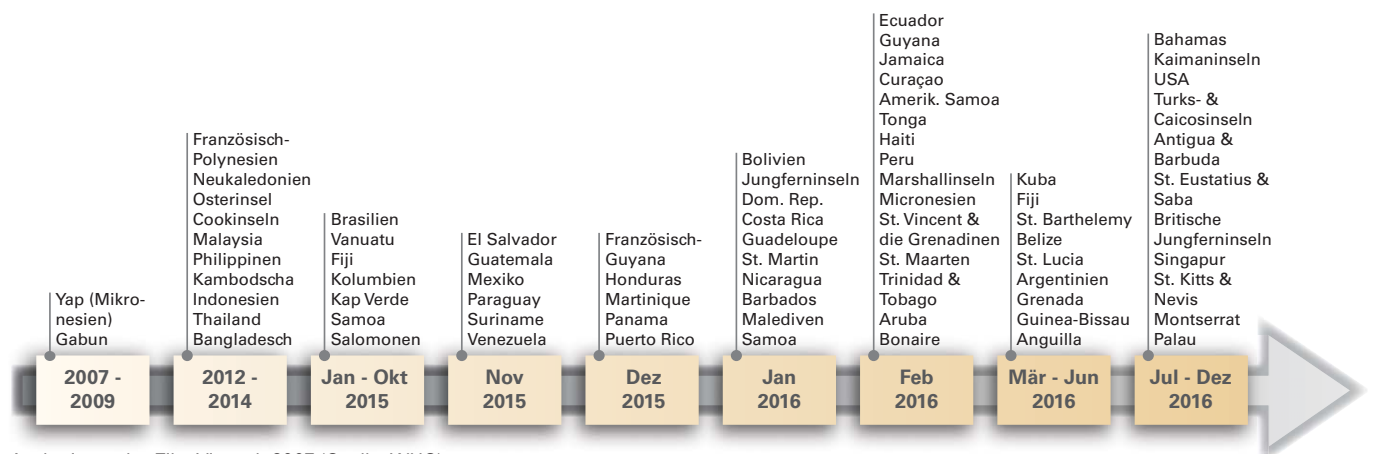 Yap (Mikro-
nesien)
Gabun
2007 -
2009
Französisch-
Polynesien
Neukaledonien
Osterinsel
Cookinseln
Malaysia
Philippinen
Kambodscha
Indonesien
Thailand
Bangladesch
2012 -
2014
Brasilien
Vanuatu
Fiji
Kolumbien
Kap Verde
Samoa
Salomonen
Jan - Okt
2015
El Salvador
Guatemala
Mexiko
Paraguay
Suriname
Venezuela
Nov
2015
Französisch-
Guyana
Honduras
Martinique
Panama
Puerto Rico
Dez
2015
Bolivien
Jungferninseln
Dom. Rep.
Costa Rica
Guadeloupe
St. Martin
Nicaragua
Barbados
Malediven
Samoa
Jan
2016
Ecuador
Guyana
Jamaica
Curaçao
Amerik. Samoa
Tonga
Haiti
Peru
Marshallinseln
Micronesien
St. Vincent &
die Grenadinen
St. Maarten
Trinidad &
Tobago
Aruba
Bonaire
Feb
2016
Kuba
Fiji
St. Barthelemy
Belize
St. Lucia
Argentinien
Grenada
Guinea-Bissau
Anguilla
Mär - Jun
2016
Bahamas
Kaimaninseln
USA
Turks- &
Caicosinseln
Antigua &
Barbuda
St. Eustatius &
Saba
Britische
Jungferninseln
Singapur
St. Kitts &
Nevis
Montserrat
Palau
Jul - Dez
2016